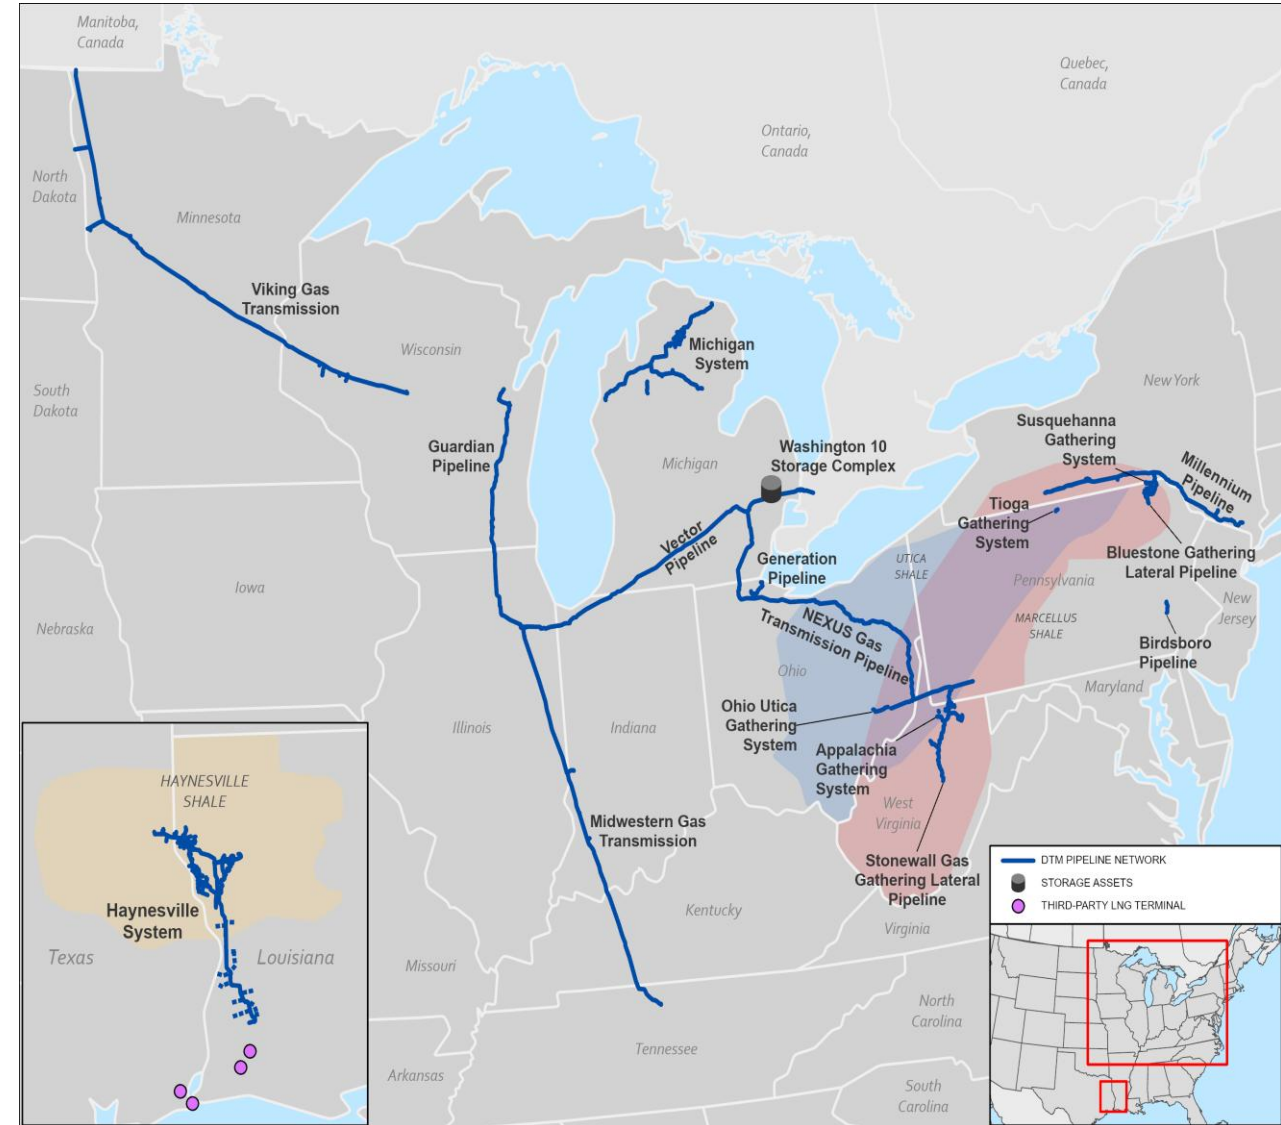 Manitoba,
Canada
Quebec,
Canada
Ontario,
Canada
North
Dakota
Minnesota
Viking Gas
Transmission
Wisconsin
Michigan
System
South
Dakota
New York
Susquehanna
Gathering
System
Guardian
Pipeline
Washington 10
Storage Complex
Michigan
Millennium
Pipeline
Tioga
Gathering
System
Vector
Pipeline
Generation
Pipeline
UTICA
SHALE
Bluestone Gathering
Lateral Pipeline
Pennsylvania
Iowa
Nebraska
NEXUS Gas
Transmission Pipeline
MARCELLUS
SHALE
New
Jersey
Birdsboro
Pipeline
Ohio
Maryland
Illinois
Indiana
Ohio Utica
Gathering
System
Appalachia
Gathering
System
West
Virginia
Midwestern Gas
Transmission
Stonewall Gas
Gathering Lateral
Pipeline
Kentucky
Virginia
Missouri
North
Carolina
Tennessee
Arkansas
South
Carolina
HAYNESVILLE
SHALE
Haynesville
System
Texas
Louisiana
DTM PIPELINE NETWORK
STORAGE ASSETS
THIRD-PARTY LNG TERMINAL